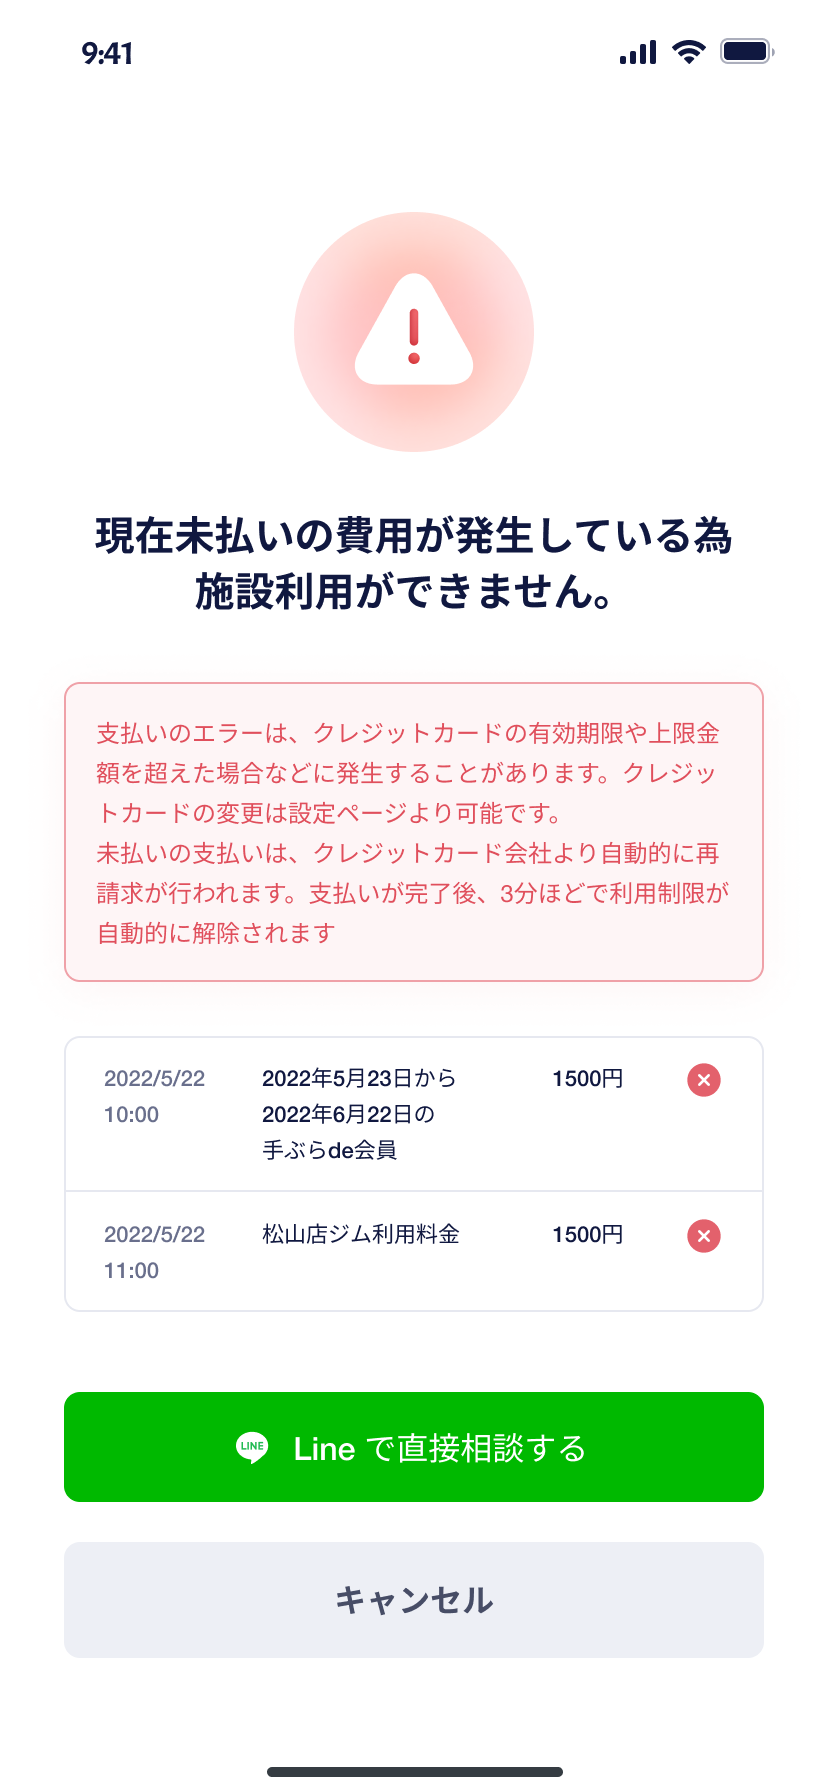 9:41
現在未払いの費用が発生している為
施設利用ができません。
支払いのエラーは、クレジットカードの有効期限や上限金
額を超えた場合などに発生することがあります。クレジッ
トカードの変更は設定ページより可能です。
未払いの支払いは、クレジットカード会社より自動的に再
請求が行われます。支払いが完了後、3分ほどで利用制限が
自動的に解除されます
2022/5/22
10:00
2022年5月23日から
2022年6月22日の
手ぶらde会員
1500円
2022/5/22
11:00
松山店ジム利用料金
1500円
LINE
Line で直接相談する
キャンセル